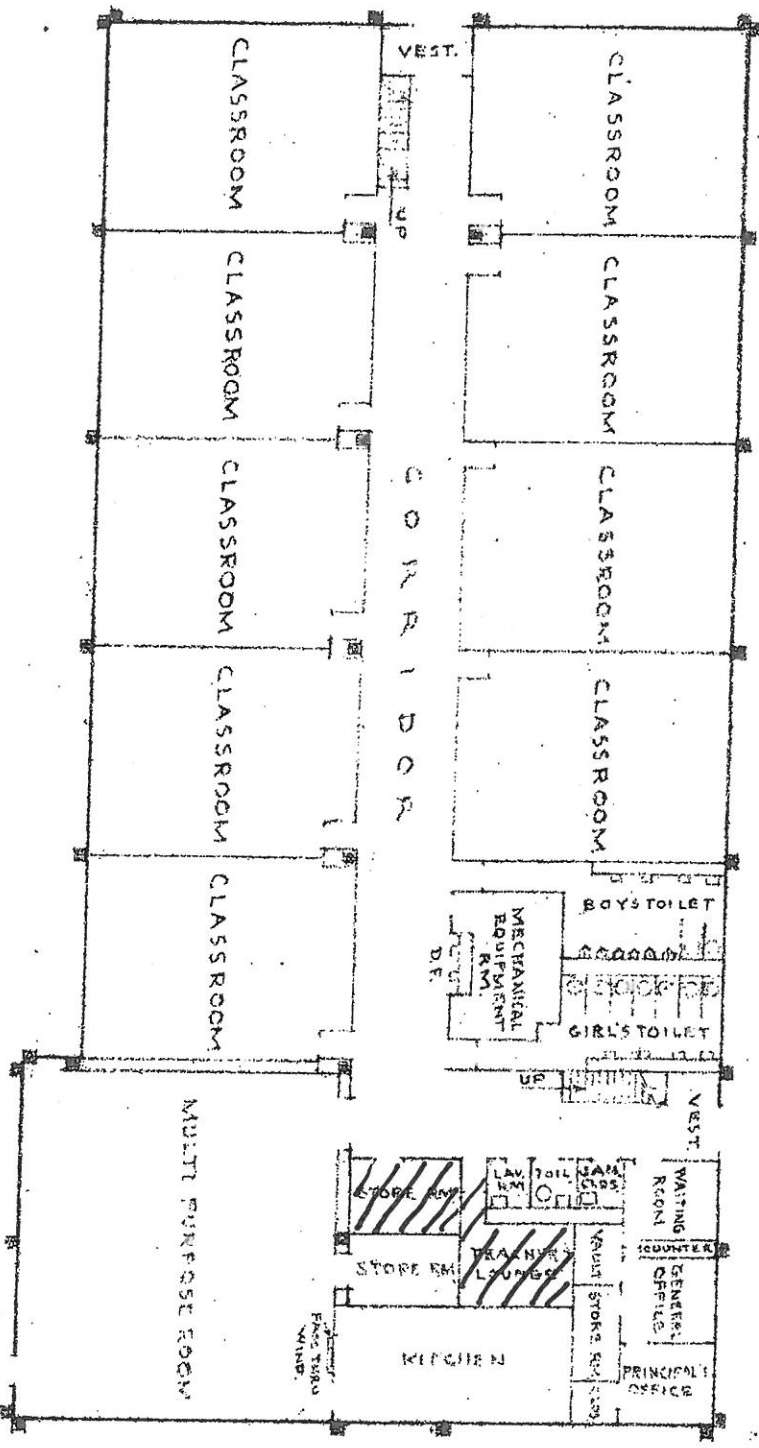 VEST.
CLASSROOM
CLASSROOM
UP
CLASSROOM
CLASSROOM
CLASSROOM
CLASSROOM
CORRIDOR
CLASSROOM
CLASSROOM
CLASSROOM
BOYS TOILET
MECHANICAL
EQUIPMENT
RM.
D.F.
GIRL'S TOILET
UP
VEST.
MULTI PURPOSE ROOM
STORE RM
LAV.
RM
TOIL
JAN.
CLOS.
WAITING
ROOM
COUNTER
STORE RM
TEACHERS
LOUNGE
VAULT
STORE RM
CLOS.
GENERAL
OFFICE
PASS THRU
WIND.
KITCHEN
PRINCIPAL'S
OFFICE